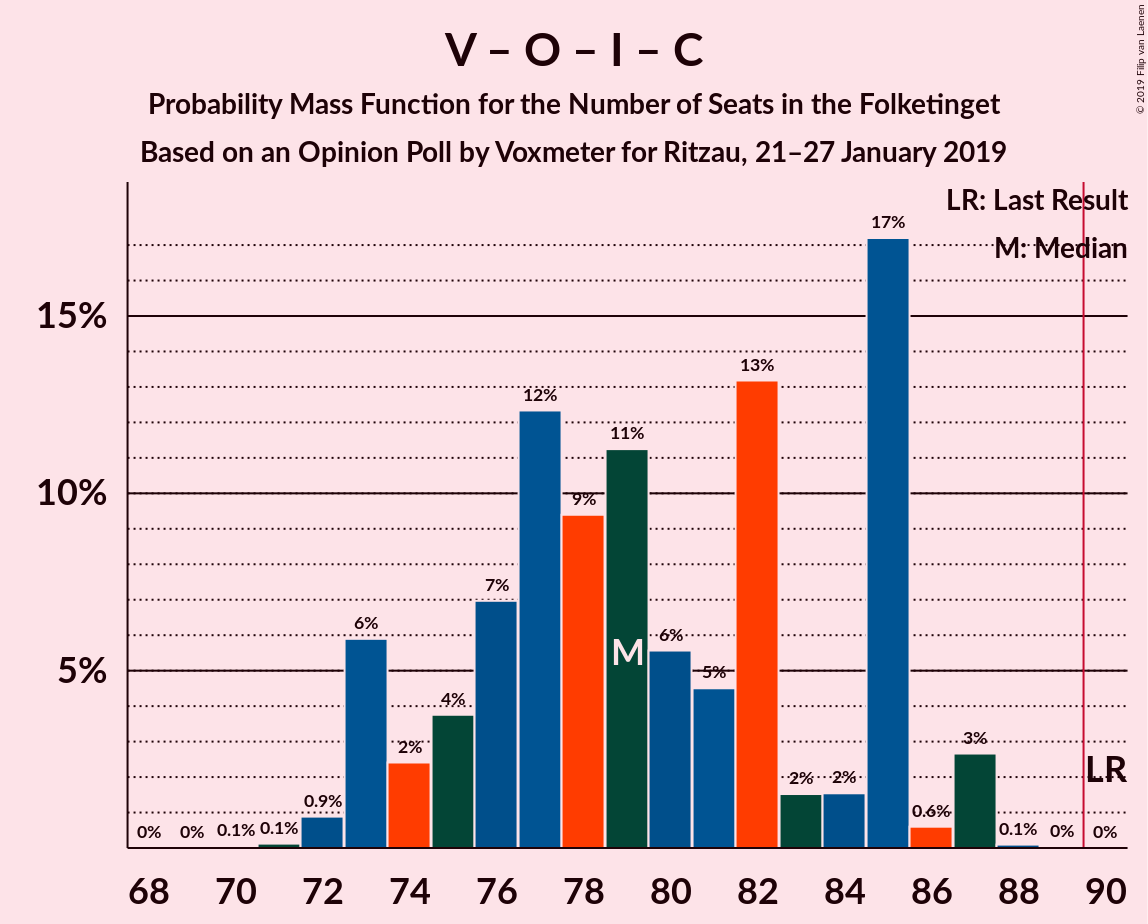 V – O – I – C
Probability Mass Function for the Number of Seats in the Folketinget
Based on an Opinion Poll by Voxmeter for Ritzau, 21–27 January 2019
© 2019 Filip van Laenen
LR: Last Result
M: Median
15%
10%
5%
0%
0%
0.1%
0.1%
0.9%
6%
2%
4%
7%
12%
9%
11%
6%
5%
13%
2%
2%
17%
0.6%
3%
0.1%
0%
0%
M
LR
68 70 72 74 76 78 80 82 84 86 88 90